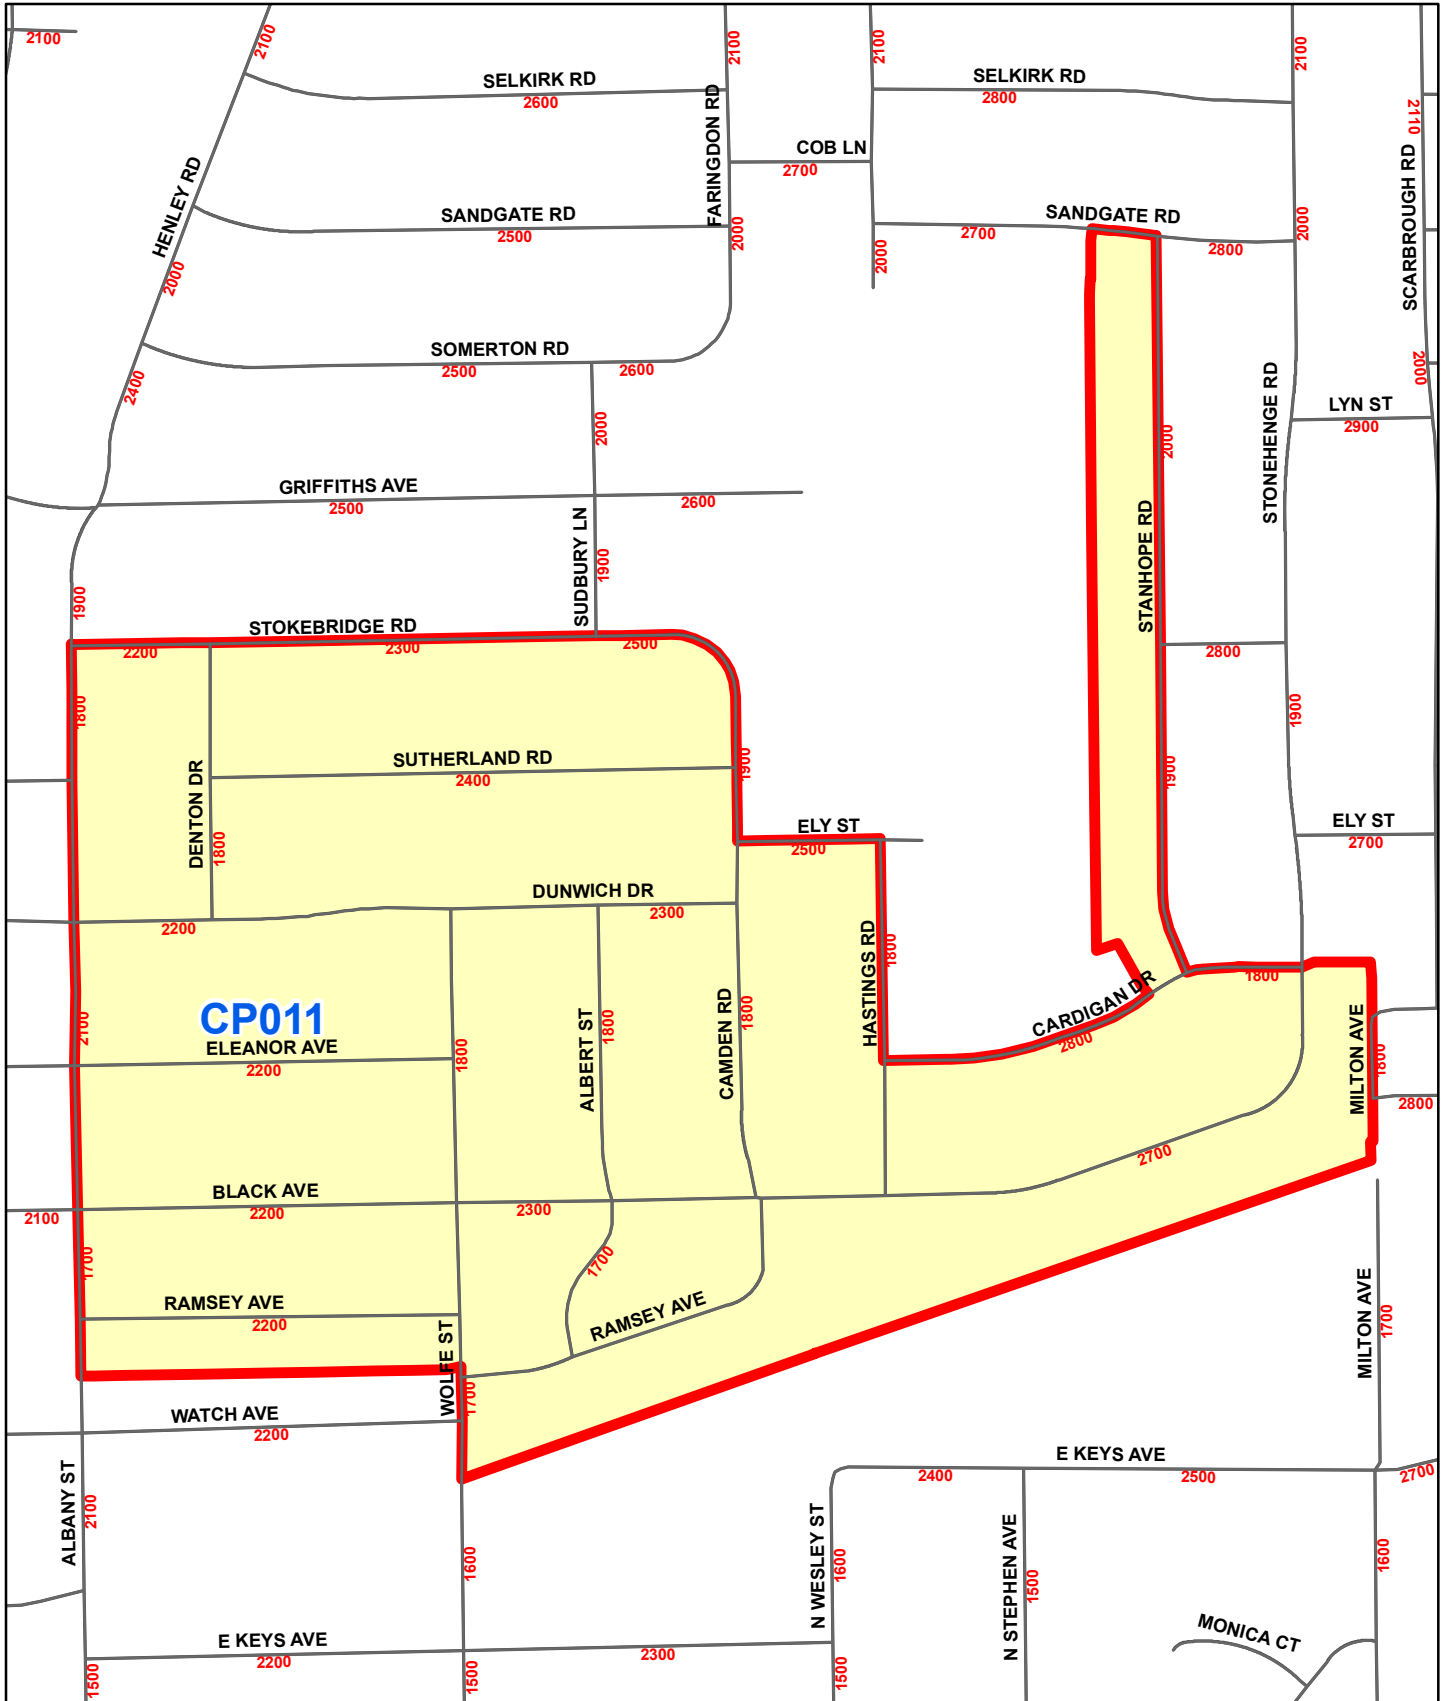 2100
2100
2100
2100
2100
SELKIRK RD
2600
SELKIRK RD
2800
2110
FARINGDON RD
COB LN
2700
HENLEY RD
SCARBROUGH RD
SANDGATE RD
2500
2000
SANDGATE RD
2700
2800
2000
2000
2000
SOMERTON RD
2500
2600
2400
2000
STONEHENGE RD
LYN ST
2900
2000
2000
GRIFFITHS AVE
2500
2600
SUDBURY LN
1900
STANHOPE RD
1900
STOKEBRIDGE RD
2200
2300
2500
2800
1800
1900
SUTHERLAND RD
2400
1900
1900
DENTON DR
1800
ELY ST
2500
ELY ST
2700
DUNWICH DR
2300
2200
HASTINGS RD
1800
CARDIGAN DR
2800
1800
CP011
2100
ELEANOR AVE
2200
1800
ALBERT ST
1800
CAMDEN RD
1800
MILTON AVE
1800
2800
2700
BLACK AVE
2100
2200
2300
1700
1700
RAMSEY AVE
2200
RAMSEY AVE
MILTON AVE
1700
WOLFE ST
1700
WATCH AVE
2200
ALBANY ST
2100
E KEYS AVE
2400
2500
2700
N WESLEY ST
1600
N STEPHEN AVE
1500
1600
1600
MONICA CT
E KEYS AVE
2200
2300
1500
1500
1500